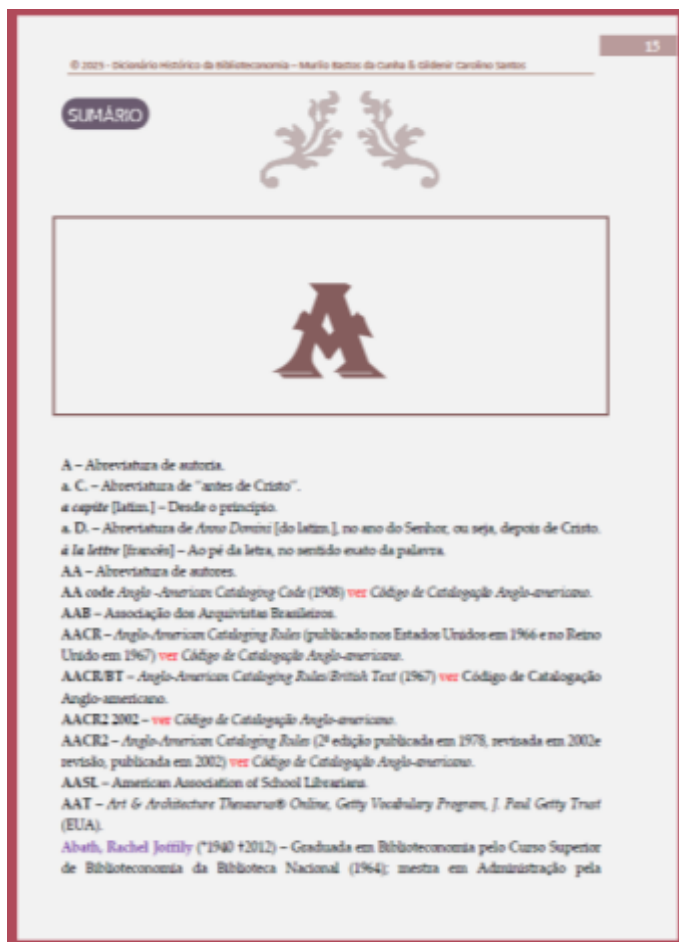 15
© 2025 - Dicionário Histórico da Biblioteconomia – Murilo Bastos da Cunha & Gildenir Carolino Santos
SUMÁRIO
A
A – Abreviatura de autoria.
a. C. – Abreviatura de "antes de Cristo".
a capite [latim.] – Desde o princípio.
a. D. – Abreviatura de Anno Domini [do latim.], no ano do Senhor, ou seja, depois de Cristo.
à la lettre [francês] – Ao pé da letra, no sentido exato da palavra.
AA – Abreviatura de autores.
AA code Anglo -American Cataloging Code (1908) ver Código de Catalogação Anglo-americano.
AAB – Associação dos Arquivistas Brasileiros.
AACR – Anglo-American Cataloging Rules (publicado nos Estados Unidos em 1966 e no Reino
Unido em 1967) ver Código de Catalogação Anglo-americano.
AACR/BT – Anglo-American Cataloging Rules/British Text (1967) ver Código de Catalogação
Anglo-americano.
AACR2 2002 – ver Código de Catalogação Anglo-americano.
AACR2 – Anglo-American Cataloging Rules (2ª edição publicada em 1978, revisada em 2002e
revisão, publicada em 2002) ver Código de Catalogação Anglo-americano.
AASL – American Association of School Librarians.
AAT – Art & Architecture Thesaurus® Online, Getty Vocabulary Program, J. Paul Getty Trust
(EUA).
Abath, Rachel Joffily (*1940 †2012) – Graduada em Biblioteconomia pelo Curso Superior
de Biblioteconomia da Biblioteca Nacional (1964); mestra em Administração pela